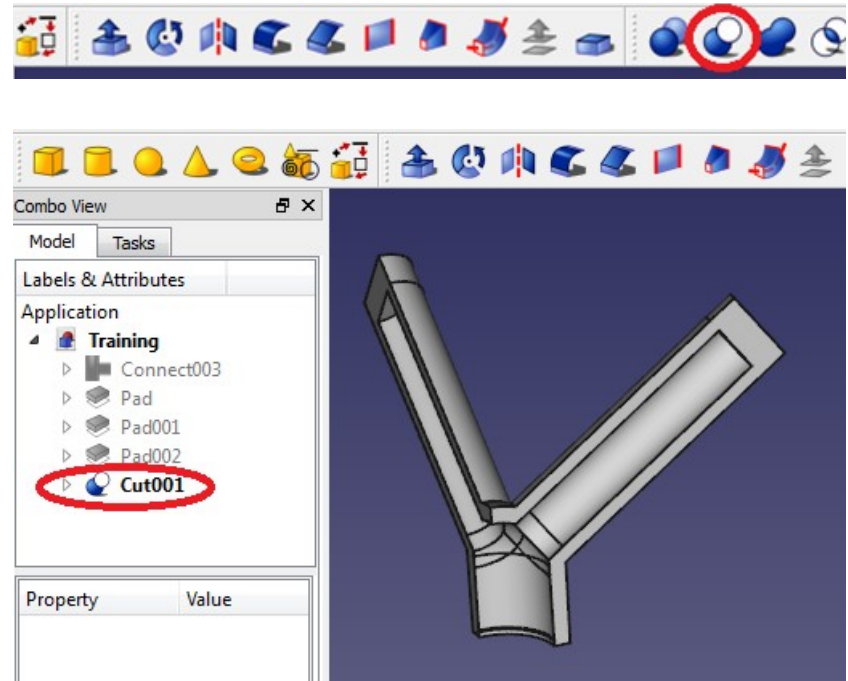 Combo View
Model Tasks
Labels & Attributes
Application
Training
Connect003
Pad
Pad001
Pad002
Cut001
Property Value